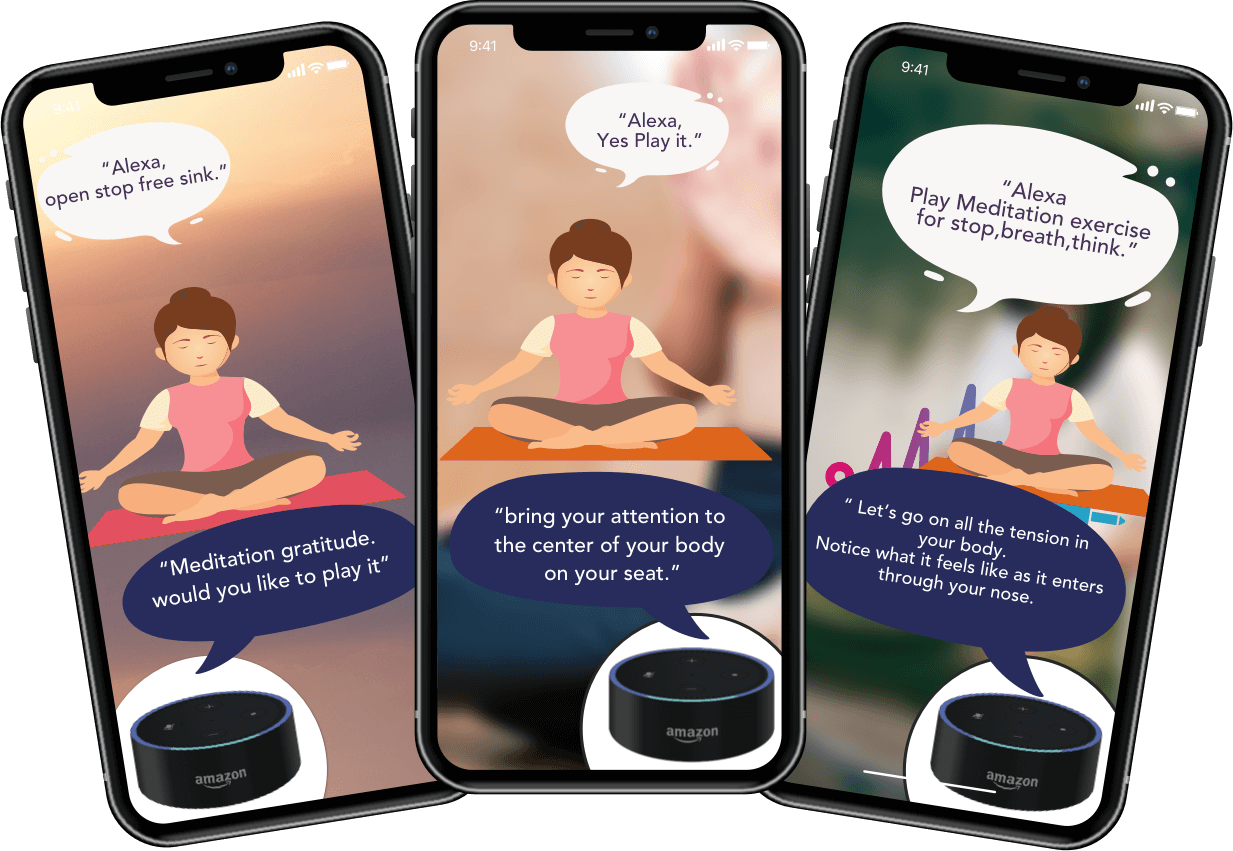 9:41
“Alexa,
open stop free sink.”
“Meditation gratitude.
would you like to play it”
amazon
9:41
“Alexa,
Yes Play it.”
“bring your attention to
the center of your body
on your seat.”
amazon
9:41
“Alexa
Play Meditation exercise
for stop,breath,think.”
“ Let’s go on all the tension in
your body.
Notice what it feels like as it enters
through your nose.
amazon